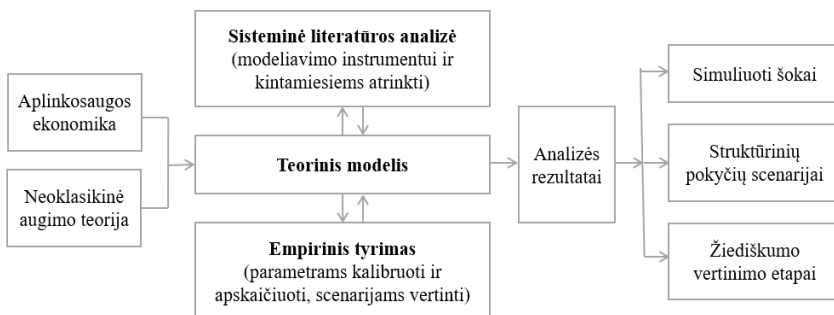 Aplinkosaugos
ekonomika
Neoklasikinė
augimo teorija
Sisteminė literatūros analizė
(modeliavimo instrumentui ir
kintamiesiems atrinkti)
Teorinis modelis
Empirinis tyrimas
(parametrams kalibruoti ir
apskaičiuoti, scenarijams vertinti)
Analizės
rezultatai
Simuliuoti šokai
Struktūrinių
pokyčių scenarijai
Žiediškumo
vertinimo etapai